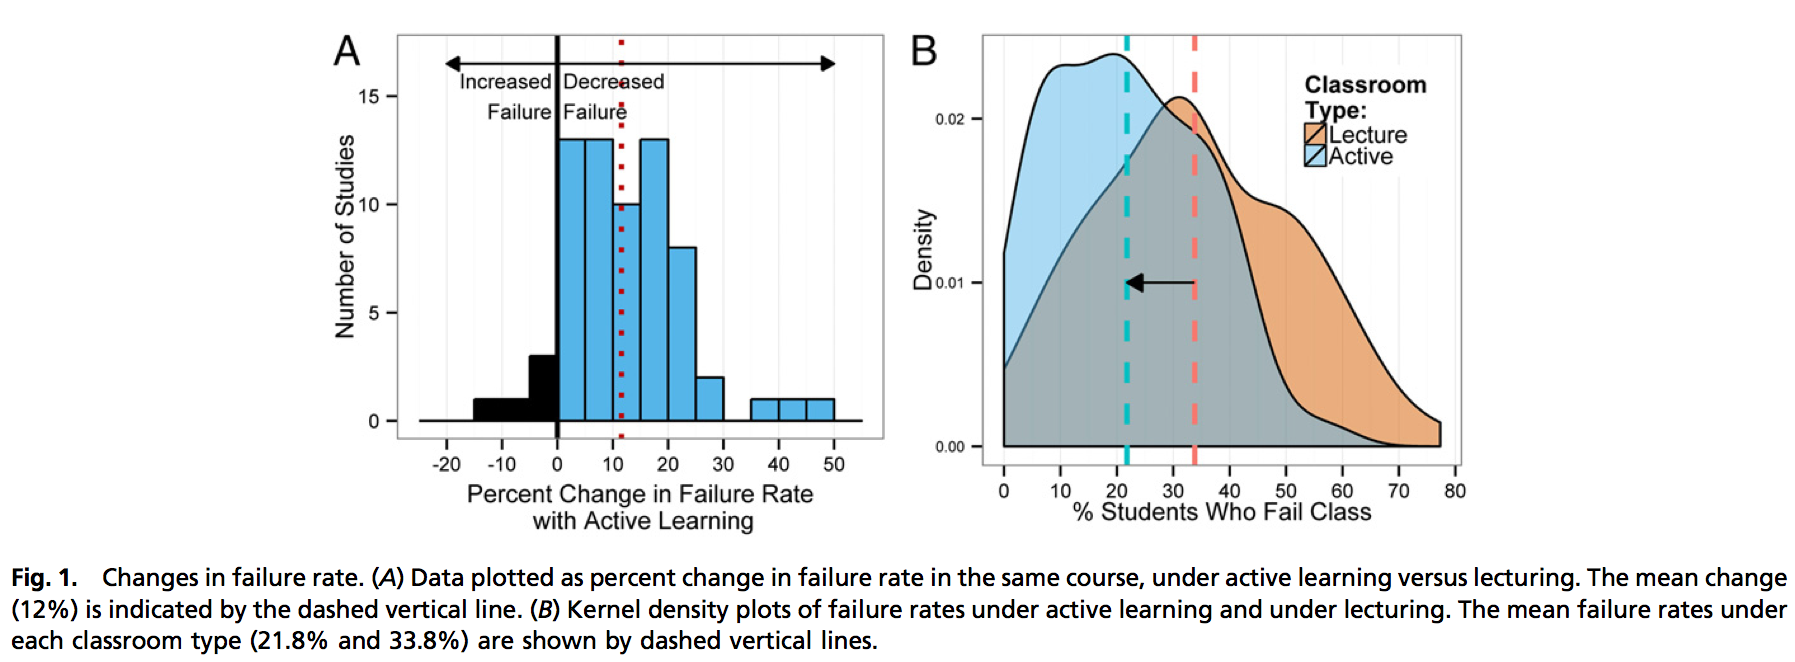 A
Increased Decreased
Failure Failure
15
10
5
0
Number of Studies
-20 -10 0 10 20 30 40 50
Percent Change in Failure Rate
with Active Learning
B
Classroom
Type:
Lecture
Active
0.02
0.01
0.00
Density
0 10 20 30 40 50 60 70 80
% Students Who Fail Class
Fig. 1. Changes in failure rate. (A) Data plotted as percent change in failure rate in the same course, under active learning versus lecturing. The mean change
(12%) is indicated by the dashed vertical line. (B) Kernel density plots of failure rates under active learning and under lecturing. The mean failure rates under
each classroom type (21.8% and 33.8%) are shown by dashed vertical lines.